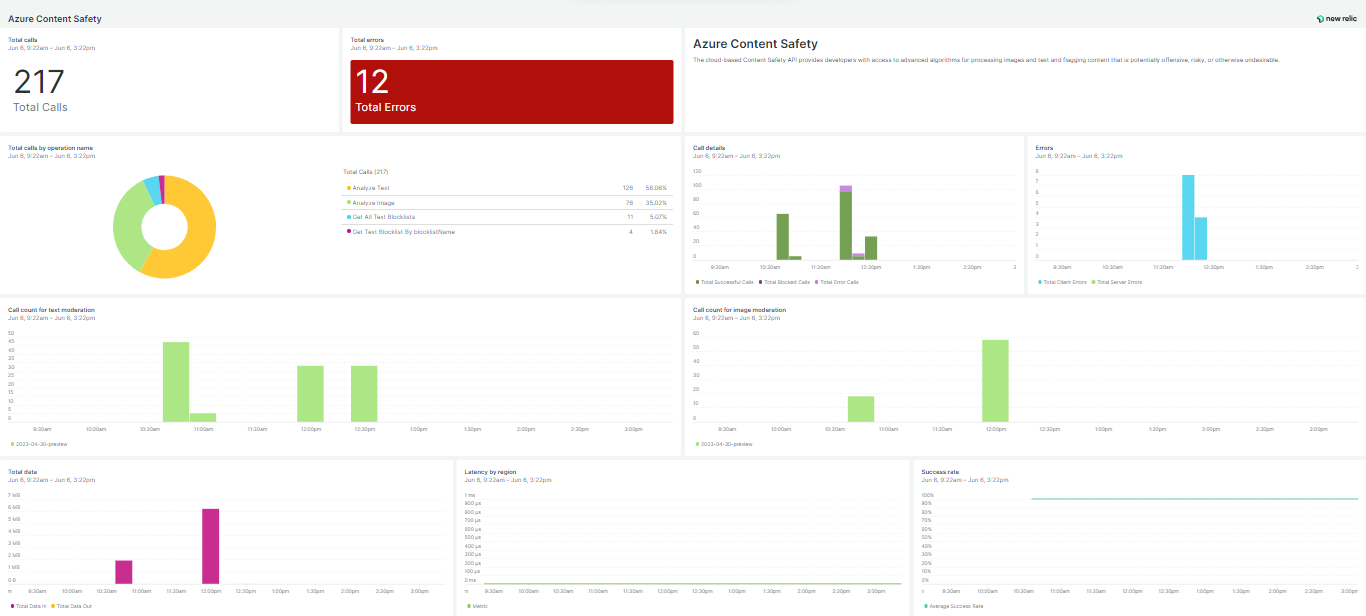 Azure Content Safety
new relic
Total calls
Jun 6, 9:22am – Jun 6, 3:22pm
217
Total Calls
Total errors
Jun 6, 9:22am – Jun 6, 3:22pm
12
Total Errors
Azure Content Safety
The cloud-based Content Safety API provides developers with access to advanced algorithms for processing images and text and flagging content that is potentially offensive, risky, or otherwise undesirable.
Total calls by operation name
Jun 6, 9:22am – Jun 6, 3:22pm
Total Calls (217)
Analyze Text 126 58.06%
Analyze Image 76 35.02%
Get All Text Blocklists 11 5.07%
Get Text Blocklist By blocklistName 4 1.84%
Call details
Jun 6, 9:22am – Jun 6, 3:22pm
120
100
80
60
40
20
0
9:30am 10:30am 11:30am 12:30pm 1:30pm 2:30pm
Total Successful Calls Total Blocked Calls Total Error Calls
Errors
Jun 6, 9:22am – Jun 6, 3:22pm
8
7
6
5
4
3
2
1
0
9:30am 10:30am 11:30am 12:30pm 1:30pm 2:30pm
Total Client Errors Total Server Errors
Call count for text moderation
Jun 6, 9:22am – Jun 6, 3:22pm
50
45
40
35
30
25
20
15
10
5
0
9:30am 10:00am 10:30am 11:00am 11:30am 12:00pm 12:30pm 1:00pm 1:30pm 2:00pm 2:30pm 3:00pm
2023-04-30-preview
Call count for image moderation
Jun 6, 9:22am – Jun 6, 3:22pm
60
50
40
30
20
10
0
9:30am 10:00am 10:30am 11:00am 11:30am 12:00pm 12:30pm 1:00pm 1:30pm 2:00pm 2:30pm 3:00pm
2023-04-30-preview
Total data
Jun 6, 9:22am – Jun 6, 3:22pm
7 MB
6 MB
5 MB
4 MB
3 MB
2 MB
1 MB
0 B
9:30am 10:00am 10:30am 11:00am 11:30am 12:00pm 12:30pm 1:00pm 1:30pm 2:00pm 2:30pm 3:00pm
Total Data In Total Data Out
Latency by region
Jun 6, 9:22am – Jun 6, 3:22pm
1 ms
900 µs
800 µs
700 µs
600 µs
500 µs
400 µs
300 µs
200 µs
100 µs
0 ms
9:30am 10:00am 10:30am 11:00am 11:30am 12:00pm 12:30pm 1:00pm 1:30pm 2:00pm 2:30pm 3:00pm
Metric
Success rate
Jun 6, 9:22am – Jun 6, 3:22pm
100%
90%
80%
70%
60%
50%
40%
30%
20%
10%
0%
9:30am 10:00am 10:30am 11:00am 11:30am 12:00pm 12:30pm 1:00pm 1:30pm 2:00pm 2:30pm 3:00pm
Average Success Rate